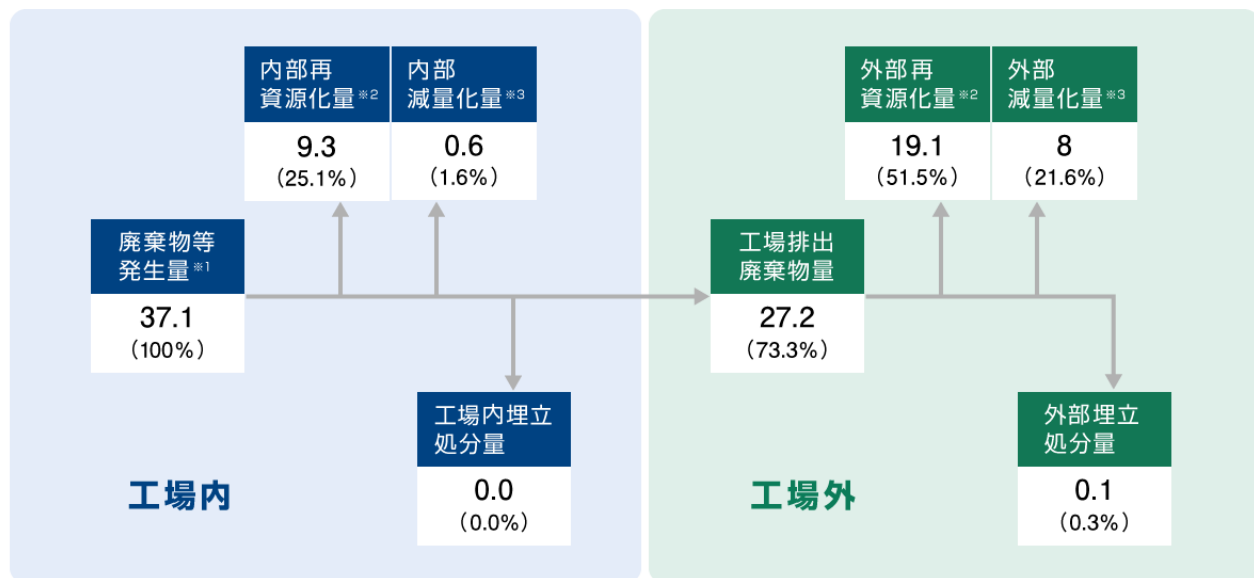 内部再
資源化量※2
9.3
（25.1%）
内部
減量化量※3
0.6
（1.6%）
廃棄物等
発生量※1
37.1
（100%）
工場内埋立
処分量
0.0
（0.0%）
工場内
外部再
資源化量※2
19.1
（51.5%）
外部
減量化量※3
8
（21.6%）
工場排出
廃棄物量
27.2
（73.3%）
外部埋立
処分量
0.1
（0.3%）
工場外